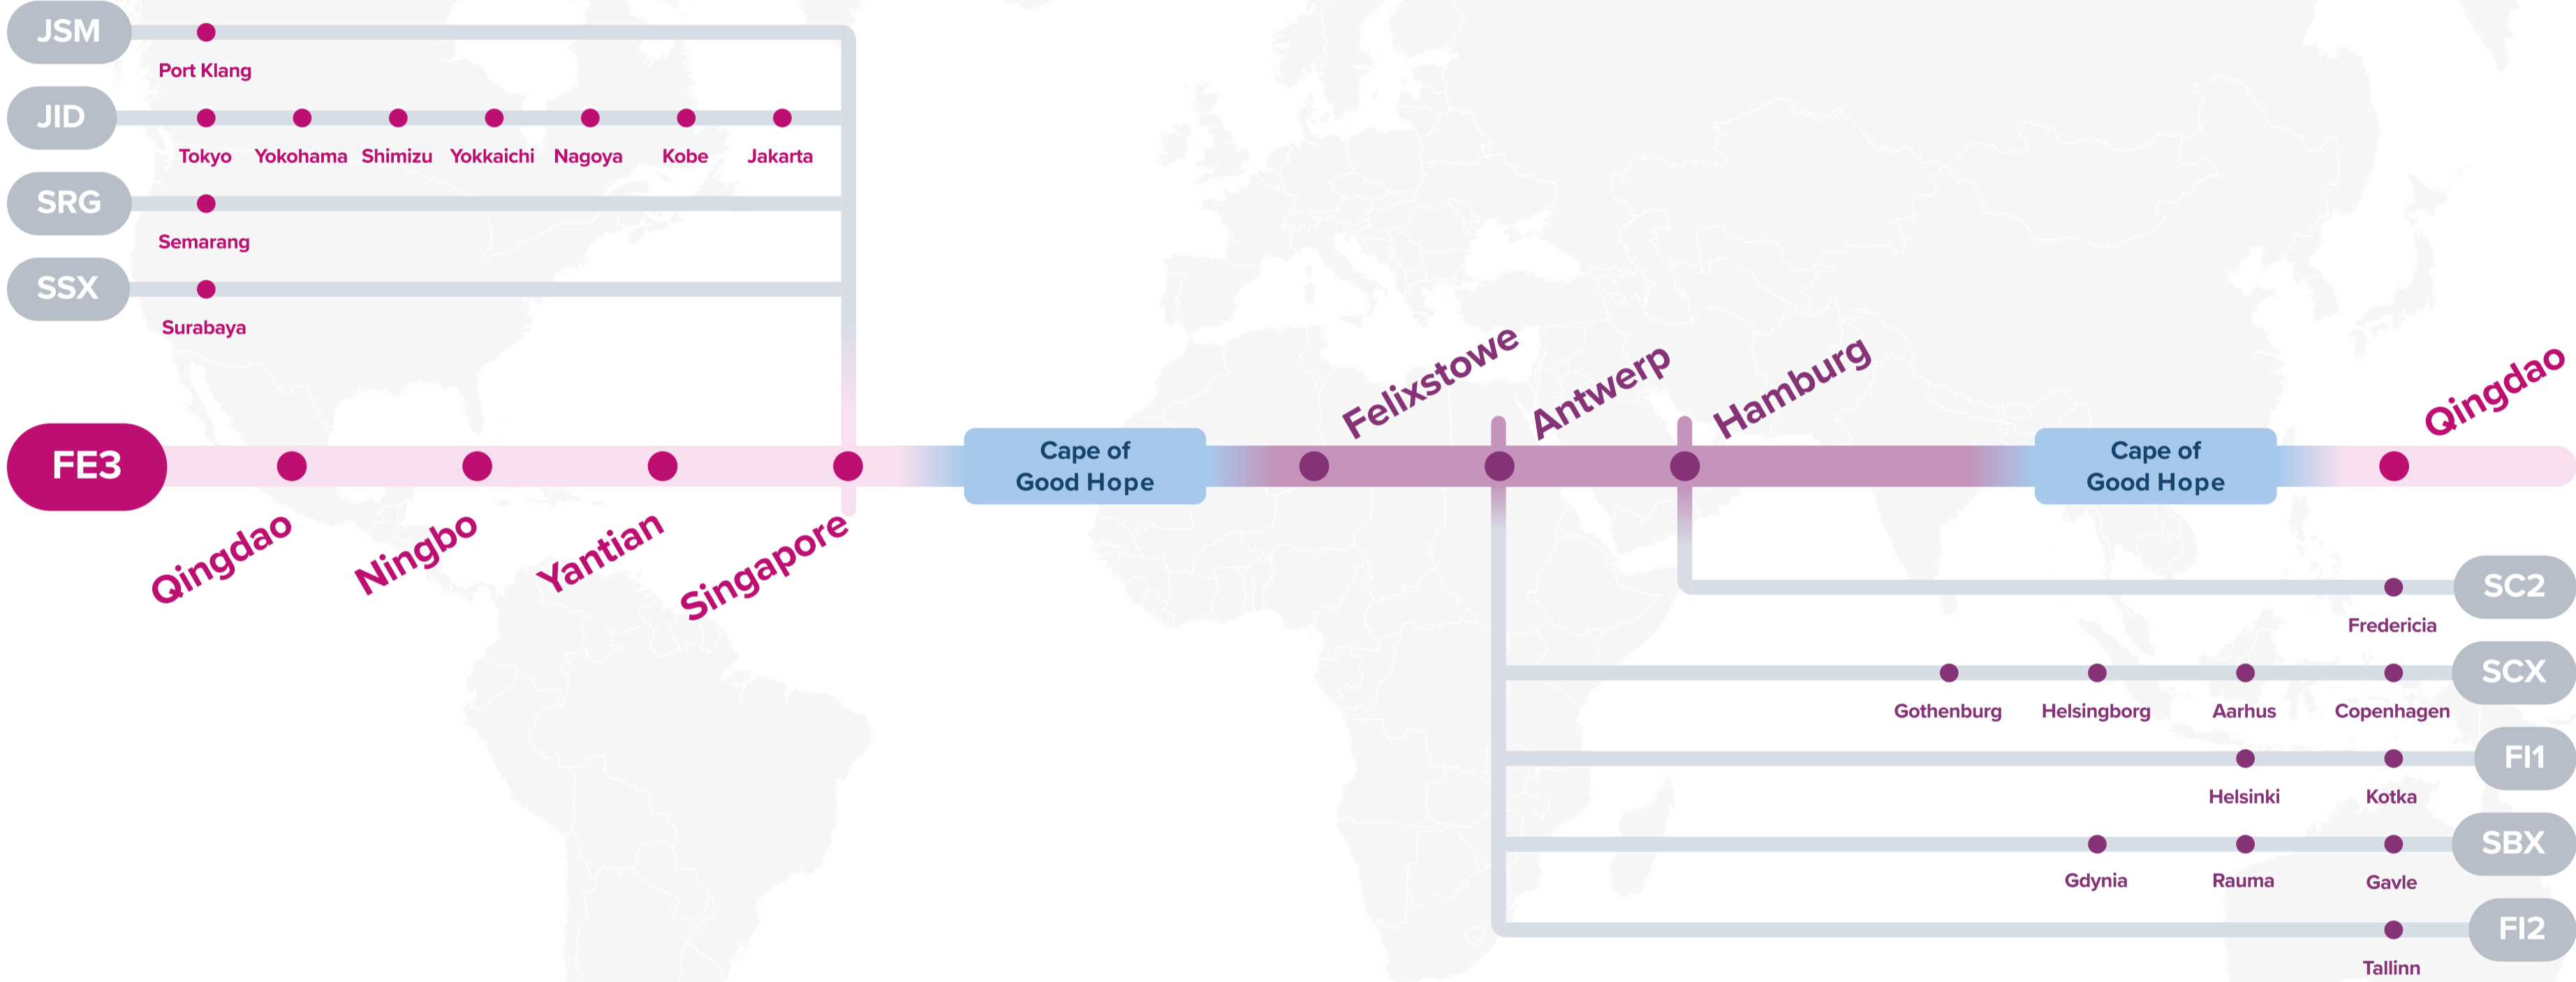 JSM
Port Klang
JID
Tokyo Yokohama Shimizu Yokkaichi Nagoya Kobe Jakarta
SRG
Semarang
SSX
Surabaya
FE3
Qingdao
Ningbo
Yantian
Singapore
Cape of
Good Hope
Felixstowe
Antwerp
Hamburg
Cape of
Good Hope
Qingdao
SC2
Fredericia
SCX
Gothenburg Helsingborg Aarhus Copenhagen
FI1
Helsinki Kotka
SBX
Gdynia Rauma Gavle
FI2
Tallinn